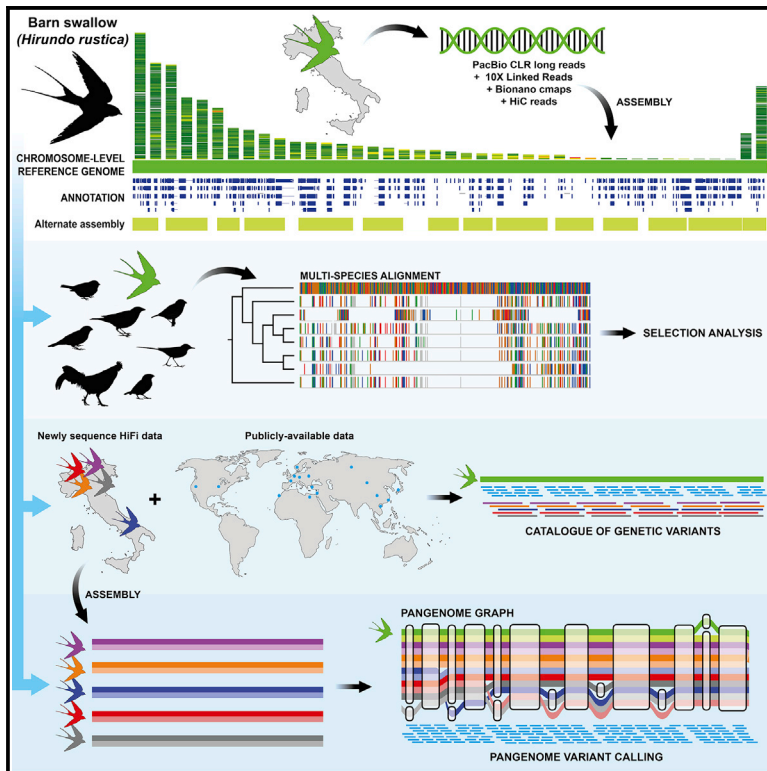 Barn swallow
(Hirundo rustica)
PacBio CLR long reads
+ 10X Linked Reads
+ Bionano cmaps
+ HiC reads
ASSEMBLY
CHROMOSOME-LEVEL
REFERENCE GENOME
ANNOTATION
Alternate assembly
MULTI-SPECIES ALIGNMENT
SELECTION ANALYSIS
Newly sequence HiFi data
Publicly-available data
+
CATALOGUE OF GENETIC VARIANTS
ASSEMBLY
PANGENOME GRAPH
PANGENOME VARIANT CALLING